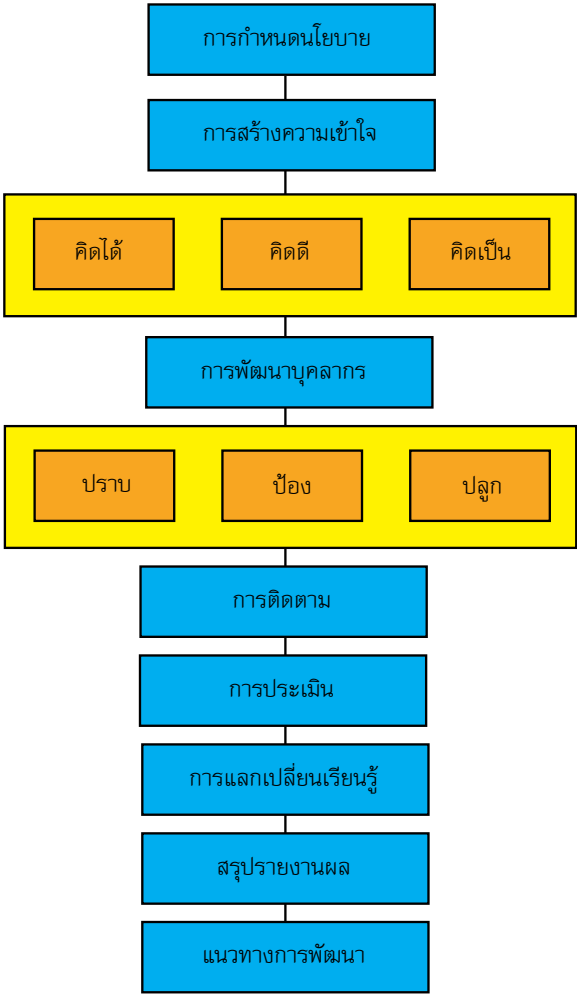 การกำหนดนโยบาย
การสร้างความเข้าใจ
คิดได้
คิดดี
คิดเป็น
การพัฒนาบุคลากร
ปราบ
ป้อง
ปลูก
การติดตาม
การประเมิน
การแลกเปลี่ยนเรียนรู้
สรุปรายงานผล
แนวทางการพัฒนา